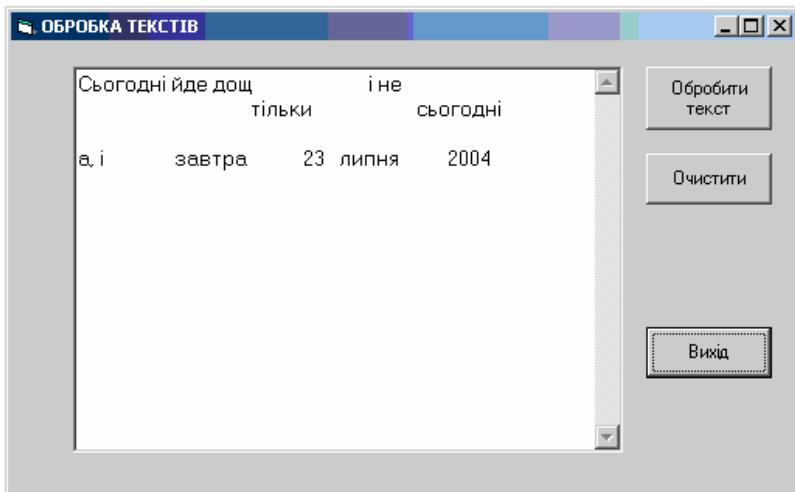 ОБРОБКА ТЕКСТІВ
Сьогодні йде дощ і не
тільки сьогодні
а, і завтра 23 липня 2004
Обробити
текст
Очистити
Вихід